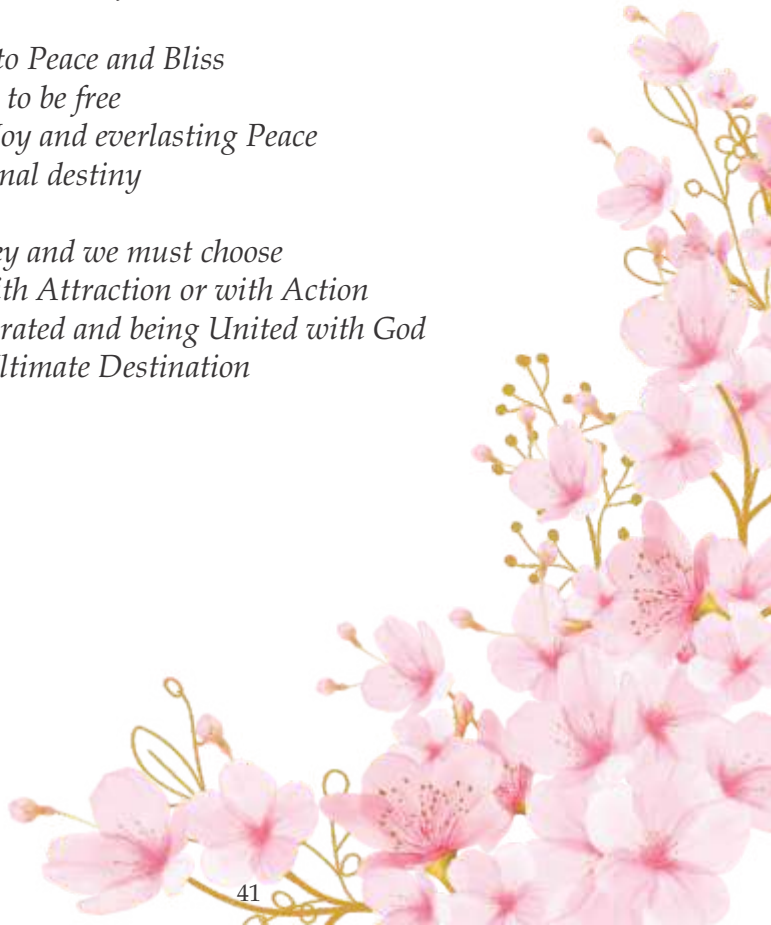 to Peace and Bliss
to be free
Joy and everlasting Peace
nal destiny
ey and we must choose
ith Attraction or with Action
rated and being United with God
ltimate Destination
41